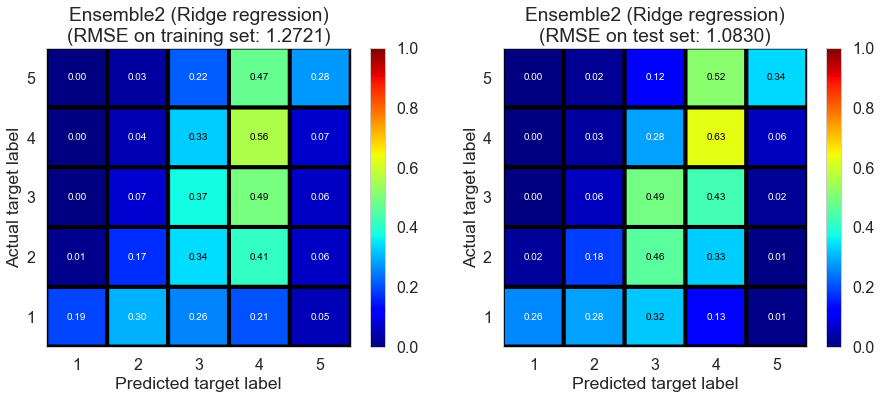 Ensemble2 (Ridge regression)
(RMSE on training set: 1.2721)
Actual target label
5 0.00 0.03 0.22 0.47 0.28
4 0.00 0.04 0.33 0.56 0.07
3 0.00 0.07 0.37 0.49 0.06
2 0.01 0.17 0.34 0.41 0.06
1 0.19 0.30 0.26 0.21 0.05
1 2 3 4 5
Predicted target label
1.0
0.8
0.6
0.4
0.2
0.0
Ensemble2 (Ridge regression)
(RMSE on test set: 1.0830)
Actual target label
5 0.00 0.02 0.12 0.52 0.34
4 0.00 0.03 0.28 0.63 0.06
3 0.00 0.06 0.49 0.43 0.02
2 0.02 0.18 0.46 0.33 0.01
1 0.26 0.28 0.32 0.13 0.01
1 2 3 4 5
Predicted target label
1.0
0.8
0.6
0.4
0.2
0.0